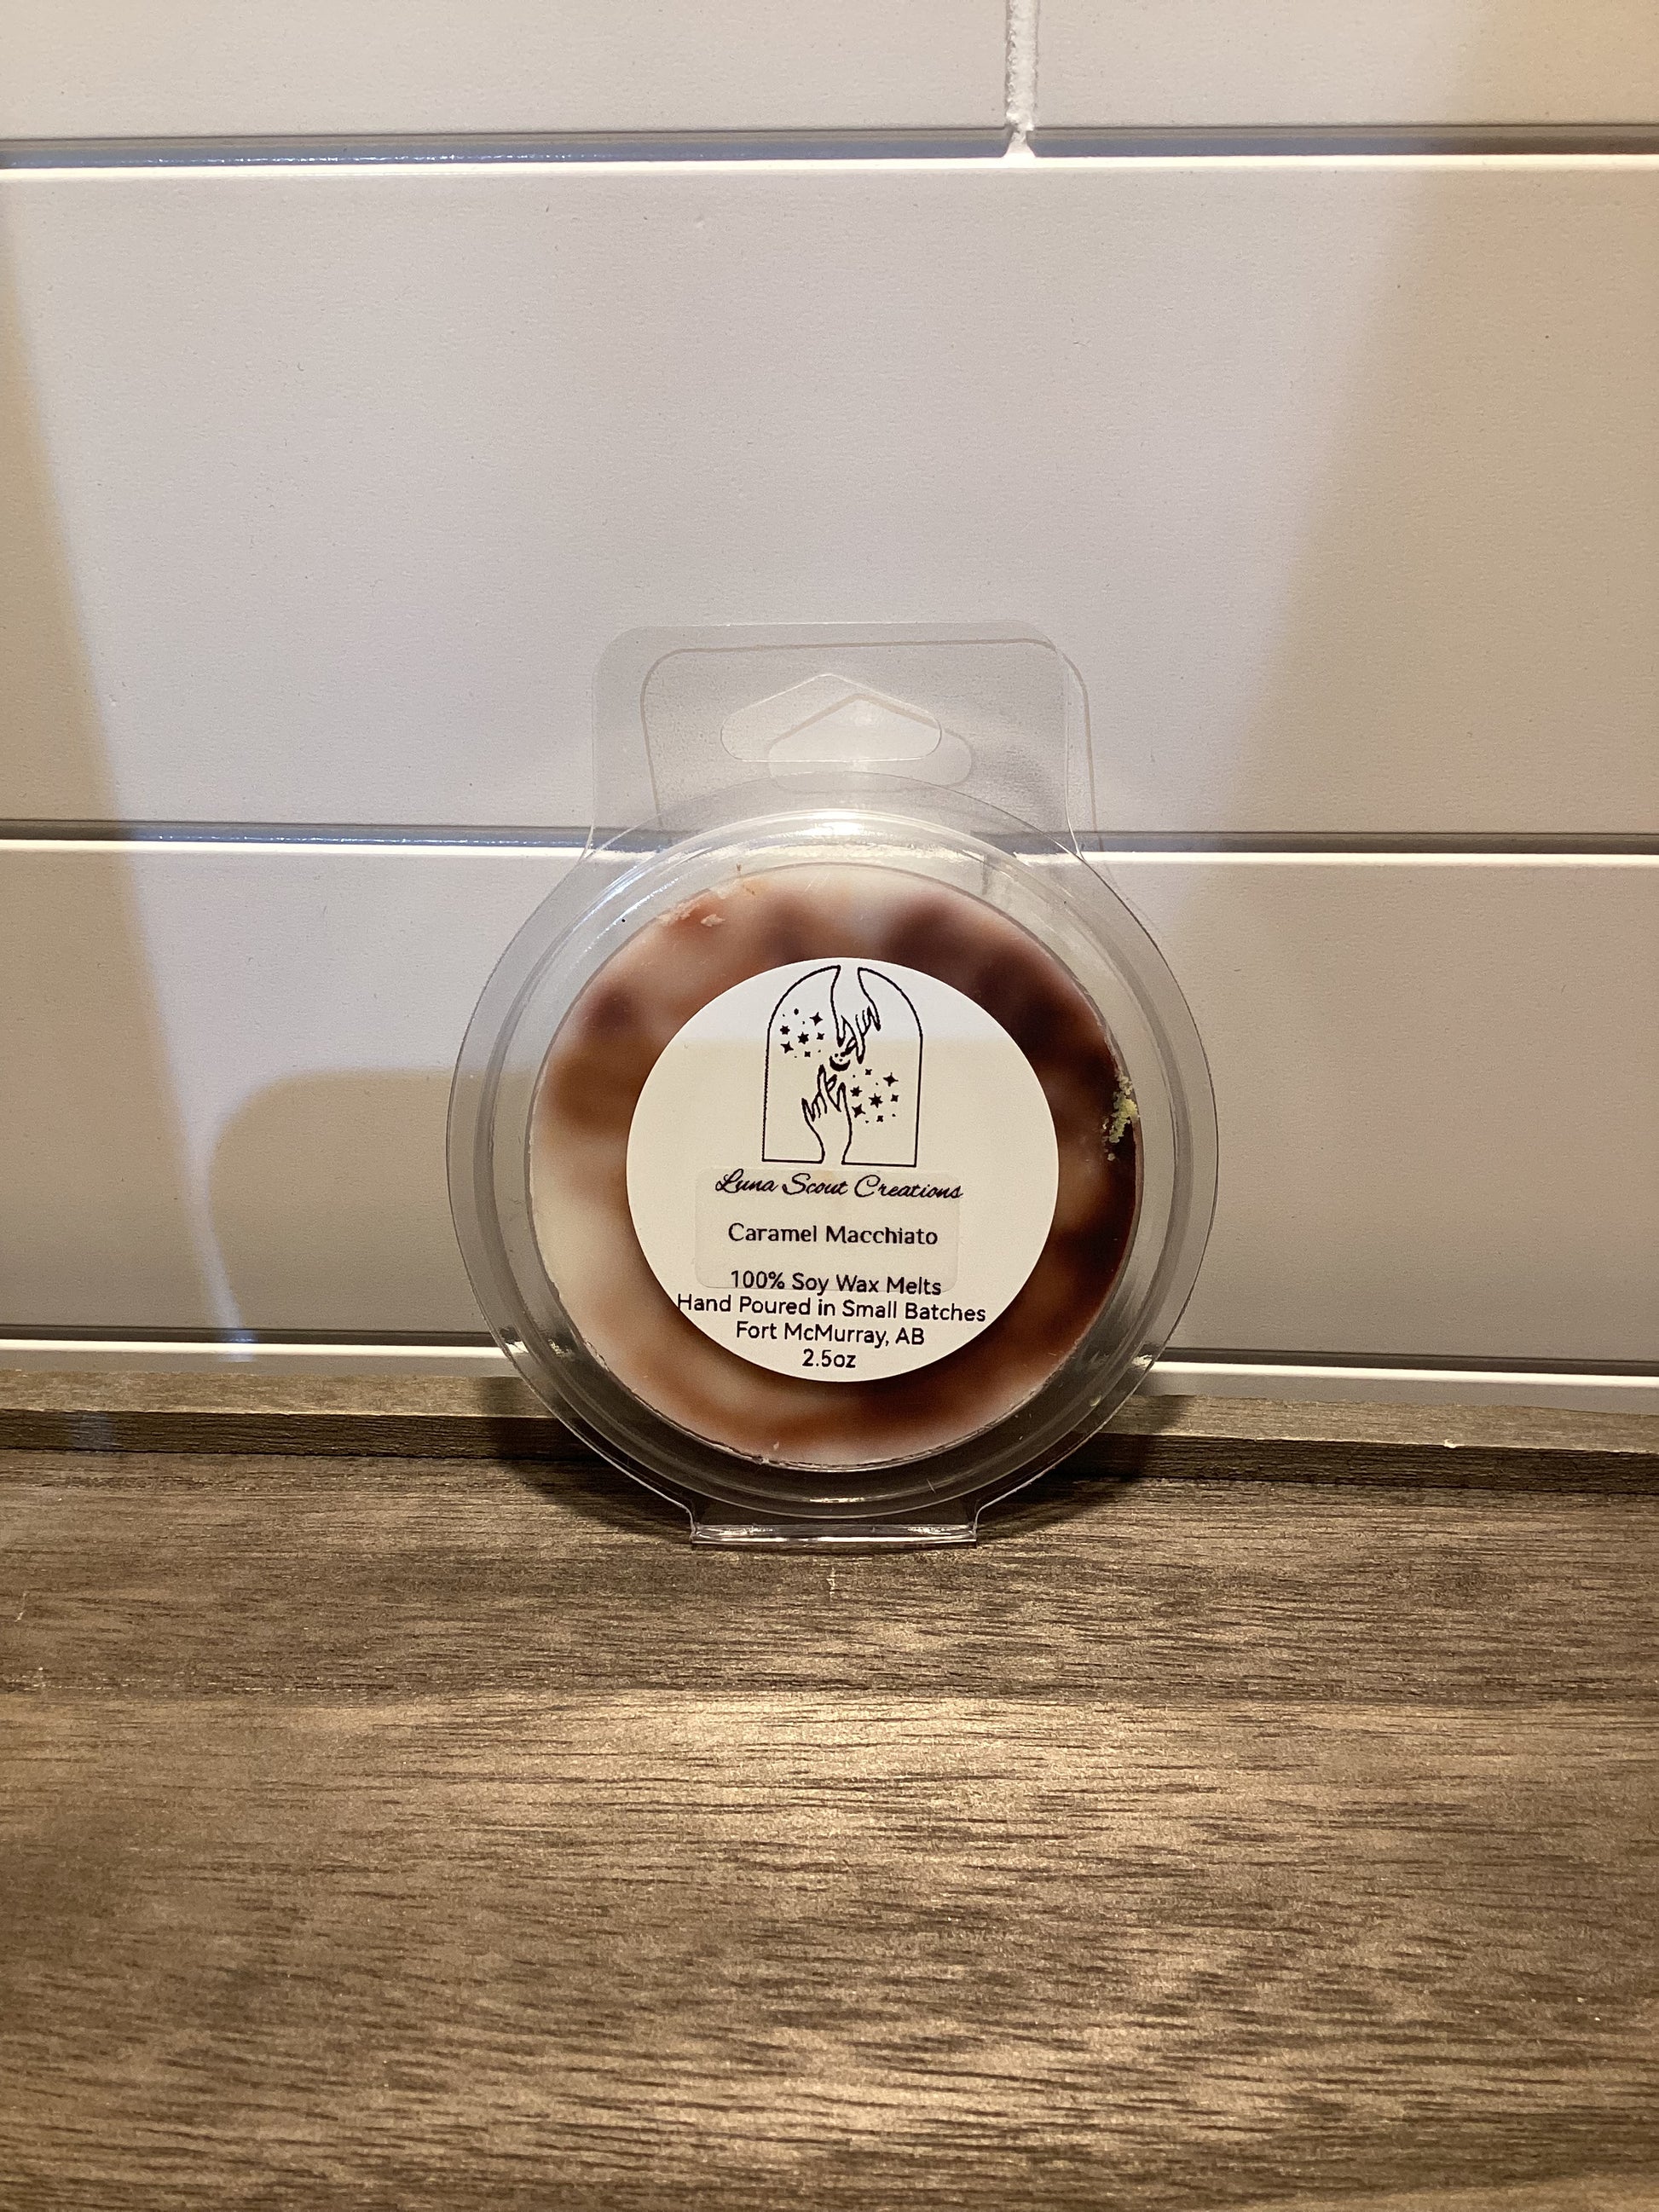 Luna Scout Creations
Caramel Macchiato
100% Soy Wax Melts
Hand Poured in Small Batches
Fort McMurray, AB
2.5oz